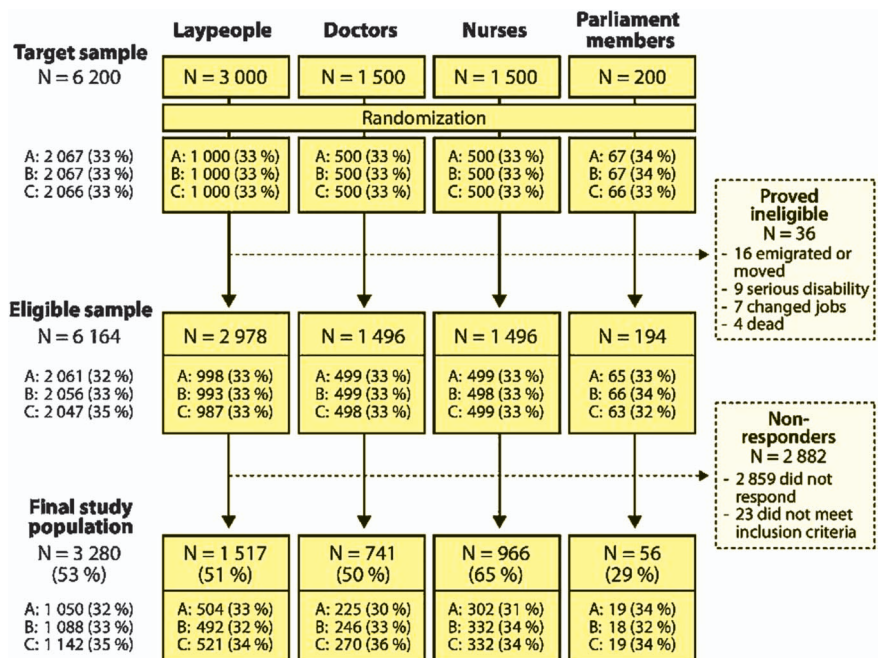 Laypeople
Doctors
Nurses
Parliament
members
Target sample
N = 6 200
N = 3 000
N = 1 500
N = 1 500
N = 200
Randomization
A: 2 067 (33 %)
B: 2 067 (33 %)
C: 2 066 (33 %)
A: 1 000 (33 %)
B: 1 000 (33 %)
C: 1 000 (33 %)
A: 500 (33 %)
B: 500 (33 %)
C: 500 (33 %)
A: 500 (33 %)
B: 500 (33 %)
C: 500 (33 %)
A: 67 (34 %)
B: 67 (34 %)
C: 66 (33 %)
Proved
ineligible
N = 36
- 16 emigrated or
moved
- 9 serious disability
- 7 changed jobs
- 4 dead
Eligible sample
N = 6 164
N = 2 978
N = 1 496
N = 1 496
N = 194
A: 2 061 (32 %)
B: 2 056 (33 %)
C: 2 047 (35 %)
A: 998 (33 %)
B: 993 (33 %)
C: 987 (33 %)
A: 499 (33 %)
B: 499 (33 %)
C: 498 (33 %)
A: 499 (33 %)
B: 498 (33 %)
C: 499 (33 %)
A: 65 (33 %)
B: 66 (34 %)
C: 63 (32 %)
Non-
responders
N = 2 882
- 2 859 did not
respond
- 23 did not meet
inclusion criteria
Final study
population
N = 3 280
(53 %)
N = 1 517
(51 %)
N = 741
(50 %)
N = 966
(65 %)
N = 56
(29 %)
A: 1 050 (32 %)
B: 1 088 (33 %)
C: 1 142 (35 %)
A: 504 (33 %)
B: 492 (32 %)
C: 521 (34 %)
A: 225 (30 %)
B: 246 (33 %)
C: 270 (36 %)
A: 302 (31 %)
B: 332 (34 %)
C: 332 (34 %)
A: 19 (34 %)
B: 18 (32 %)
C: 19 (34 %)